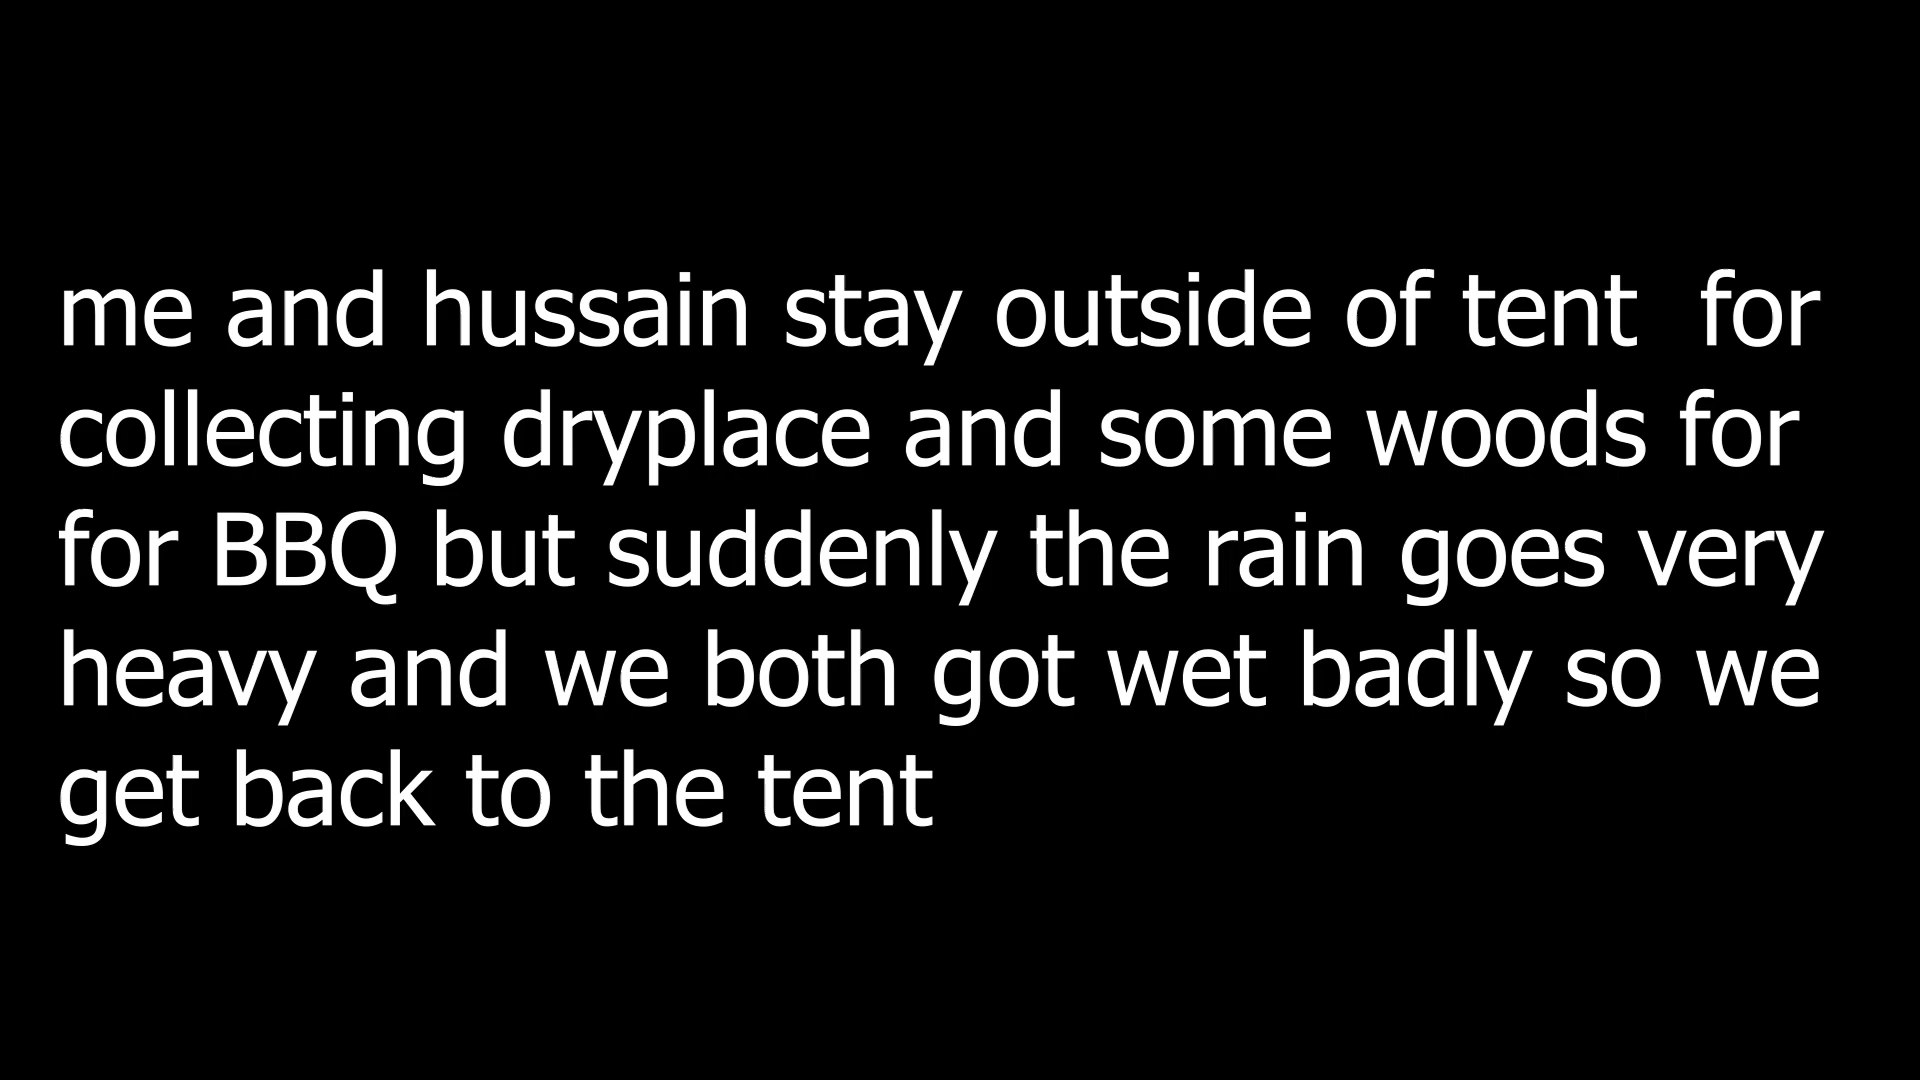 me and hussain stay outside of tent  for
collecting dryplace and some woods for
for BBQ but suddenly the rain goes very
heavy and we both got wet badly so we
get back to the tent